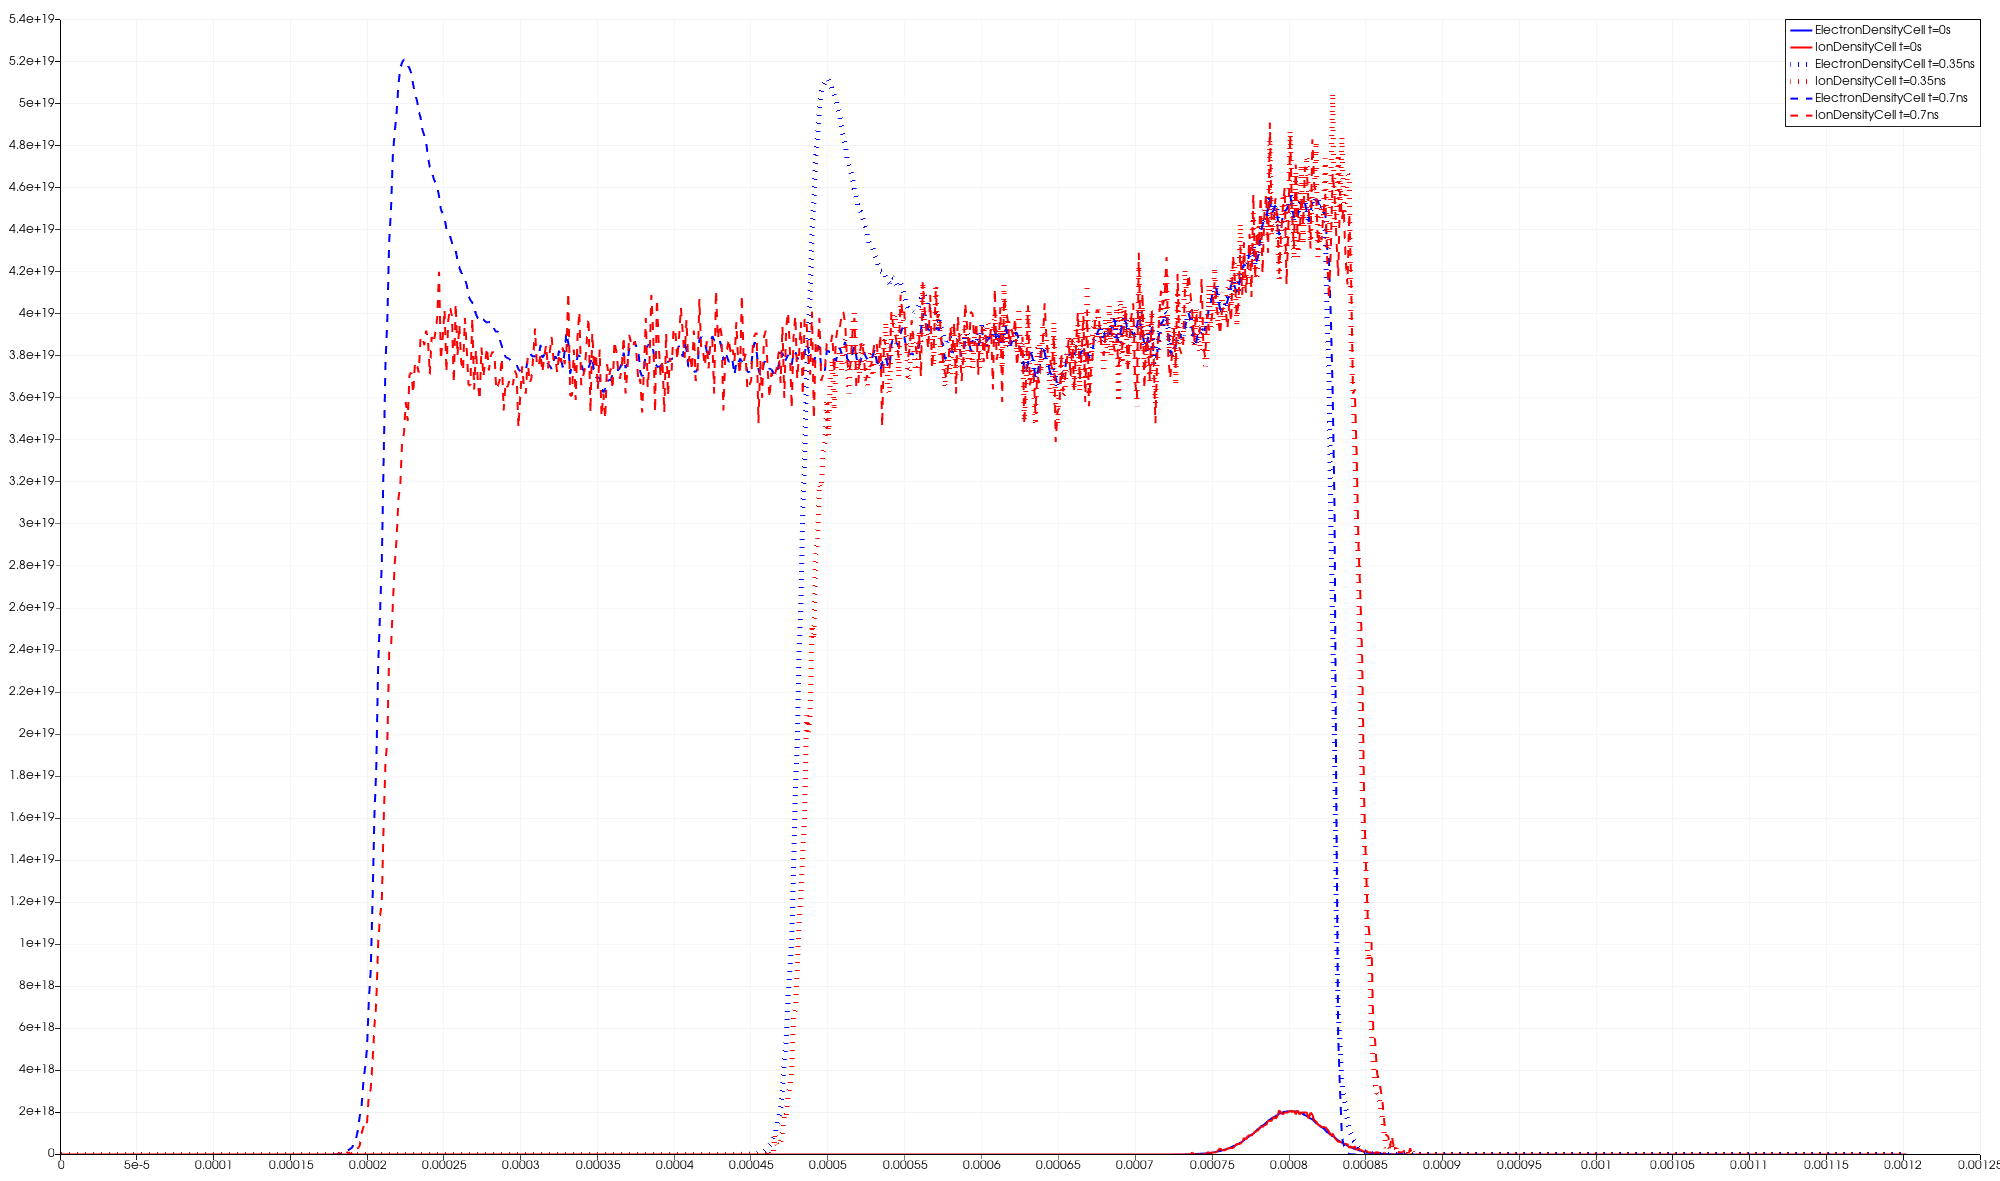 5.4e+19
5.2e+19
5e+19
4.8e+19
4.6e+19
4.4e+19
4.2e+19
4e+19
3.8e+19
3.6e+19
3.4e+19
3.2e+19
3e+19
2.8e+19
2.6e+19
2.4e+19
2.2e+19
2e+19
1.8e+19
1.6e+19
1.4e+19
1.2e+19
1e+19
8e+18
6e+18
4e+18
2e+18
0
ElectronDensityCell t=0s
IonDensityCell t=0s
ElectronDensityCell t=0.35ns
IonDensityCell t=0.35ns
ElectronDensityCell t=0.7ns
IonDensityCell t=0.7ns
0 5e-5 0.0001 0.00015 0.0002 0.00025 0.0003 0.00035 0.0004 0.00045 0.0005 0.00055 0.0006 0.00065 0.0007 0.00075 0.0008 0.00085 0.0009 0.00095 0.001 0.00105 0.0011 0.00115 0.0012 0.00125